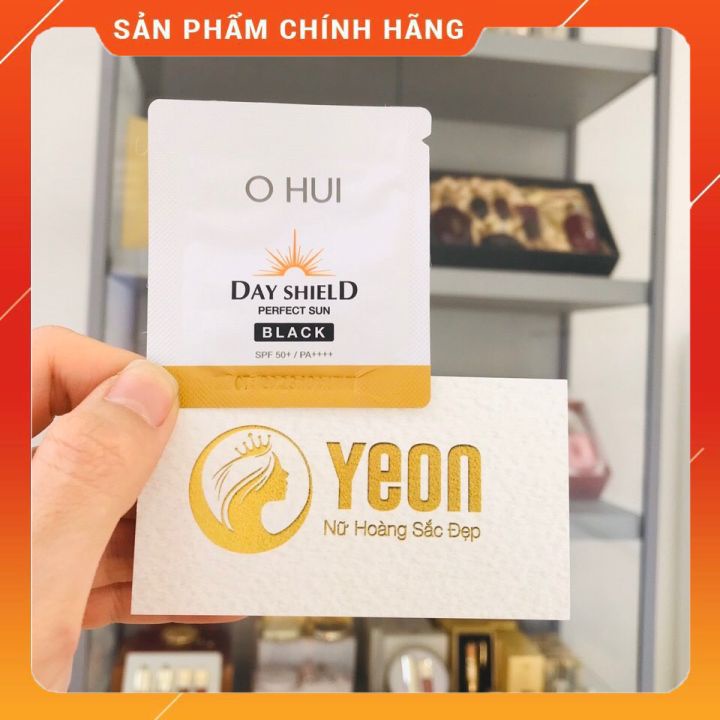 SẢN PHẨM CHÍNH HÃNG
O HUI
DAY SHIELD
PERFECT SUN
BLACK
SPF 50+ / PA++++
Yeon
Nữ Hoàng Sắc Đẹp